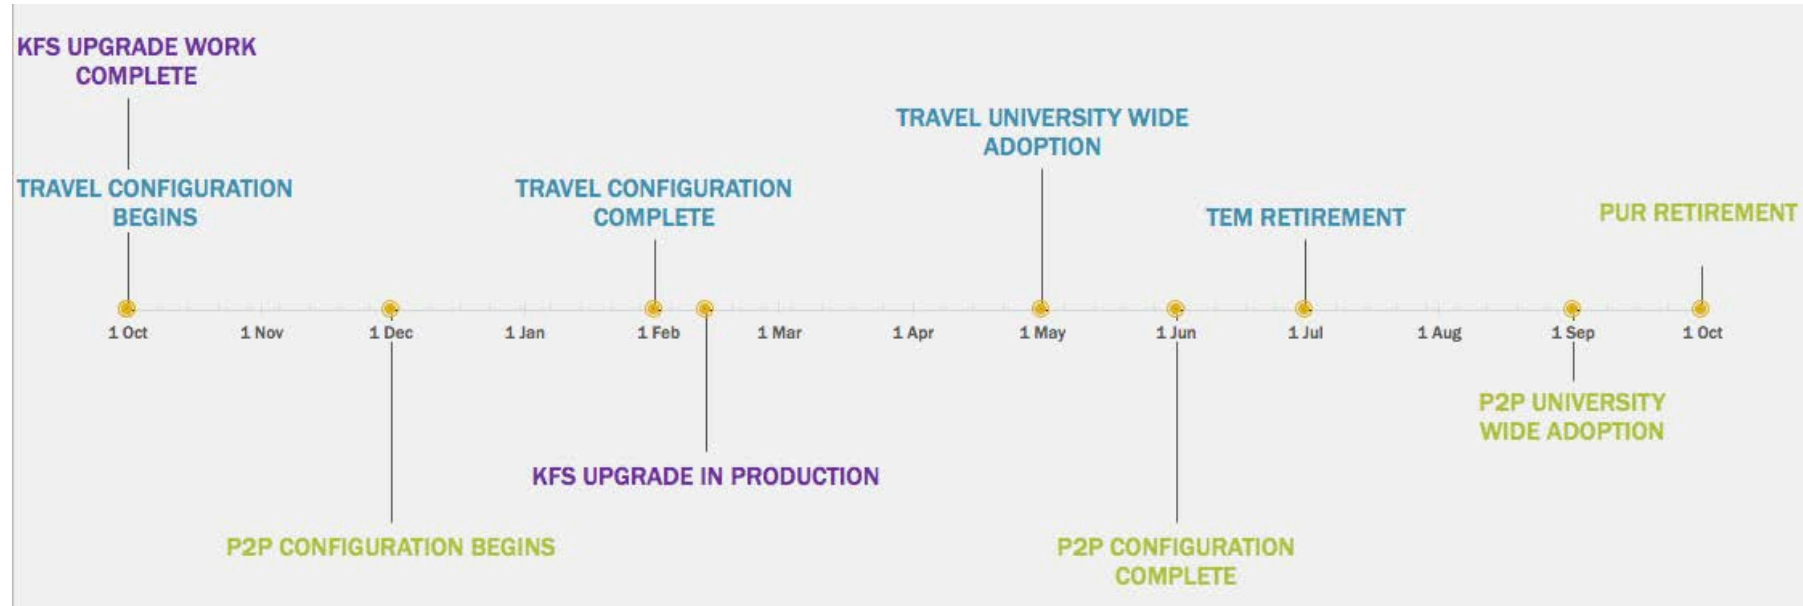 KFS UPGRADE WORK
COMPLETE
TRAVEL UNIVERSITY WIDE
ADOPTION
TRAVEL CONFIGURATION
BEGINS
TRAVEL CONFIGURATION
COMPLETE
TEM RETIREMENT
PUR RETIREMENT
1 Oct
1 Nov
1 Dec
1 Jan
1 Feb
1 Mar
1 Apr
1 May
1 Jun
1 Jul
1 Aug
1 Sep
1 Oct
P2P UNIVERSITY
WIDE ADOPTION
KFS UPGRADE IN PRODUCTION
P2P CONFIGURATION BEGINS
P2P CONFIGURATION
COMPLETE